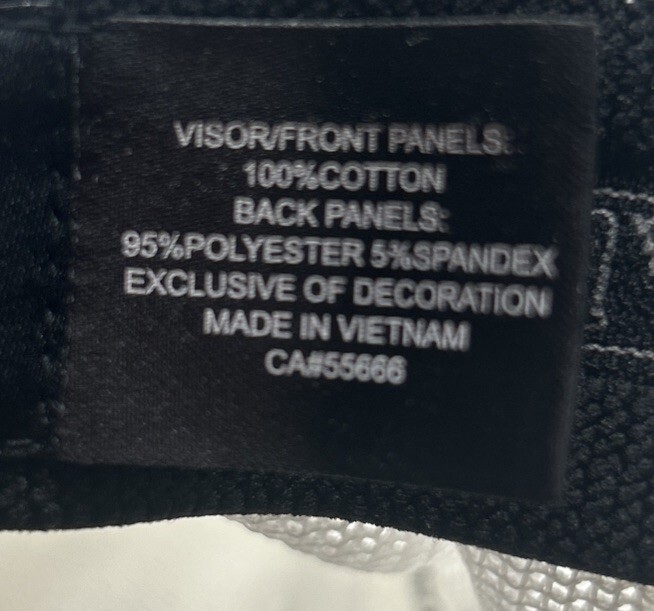 VISOR/FRONT PANELS:
100%COTTON
BACK PANELS:
95%POLYESTER 5%SPANDEX
EXCLUSIVE OF DECORATION
MADE IN VIETNAM
CA#55666